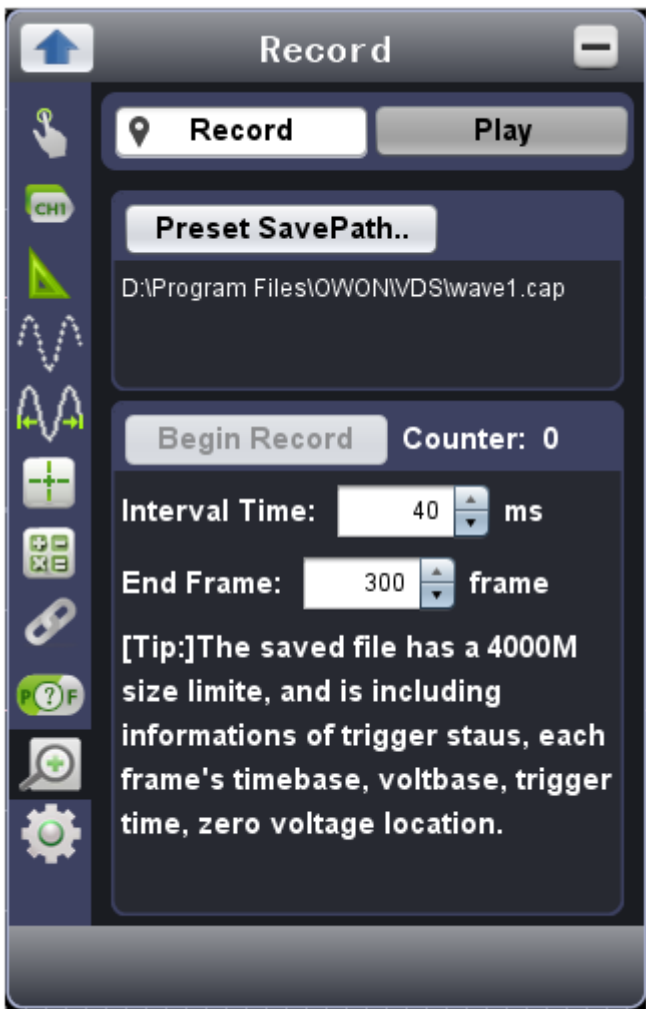 Record
Record
Play
CH1
Preset SavePath..
D:\Program Files\OWON\VDS\wave1.cap
Begin Record Counter: 0
Interval Time: 40 ms
End Frame: 300 frame
[Tip:]The saved file has a 4000M
size limite, and is including
informations of trigger staus, each
frame's timebase, voltbase, trigger
time, zero voltage location.
P ? F